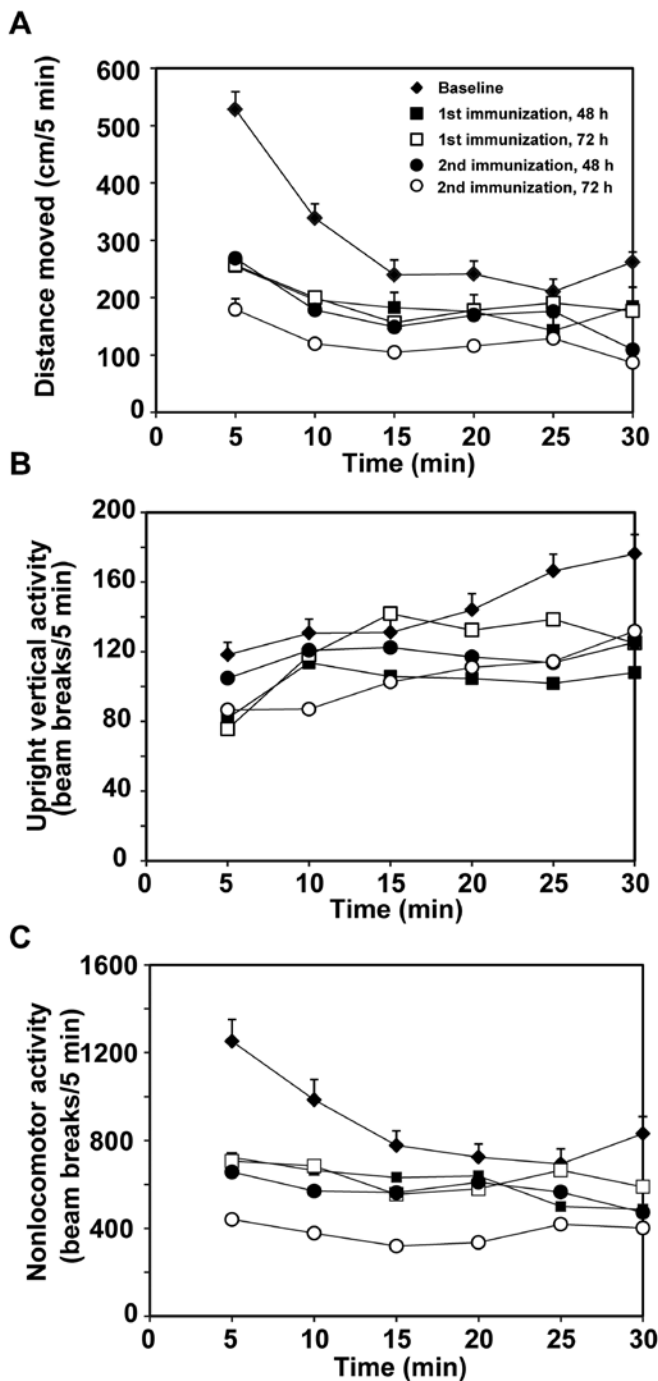 A
Distance moved (cm/5 min)
600
500
400
300
200
100
0
Baseline
1st immunization, 48 h
1st immunization, 72 h
2nd immunization, 48 h
2nd immunization, 72 h
0 5 10 15 20 25 30
Time (min)
B
Upright vertical activity
(beam breaks/5 min)
200
160
120
80
40
0
0 5 10 15 20 25 30
Time (min)
C
Nonlocomotor activity
(beam breaks/5 min)
1600
1200
800
400
0
0 5 10 15 20 25 30
Time (min)